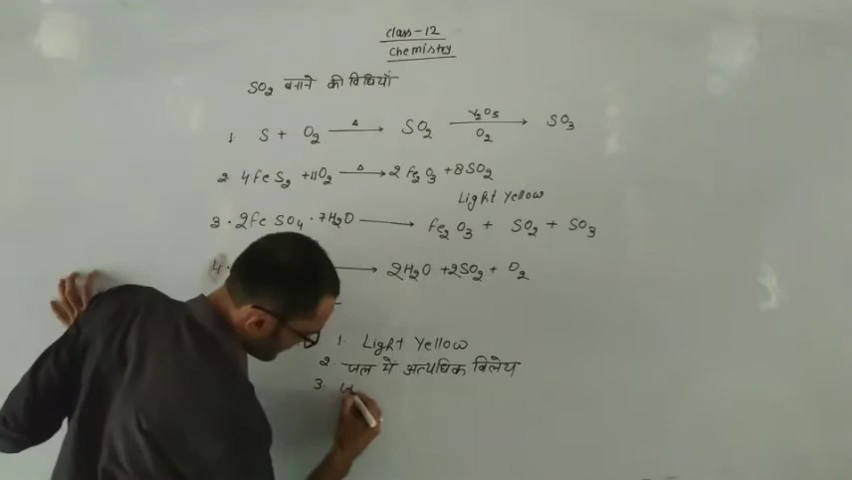 Class-12
Chemistry
SO₂ बनाने की विधियाँ
1. S + O₂ —Δ→ SO₂ —V₂O₅/O₂→ SO₃
2. 4FeS₂ + 11O₂ —Δ→ 2Fe₂O₃ + 8SO₂
Light Yellow
3. 2FeSO₄·7H₂O → Fe₂O₃ + SO₂ + SO₃
4. → 2H₂O + 2SO₂ + O₂
1. Light Yellow
2. जल में अत्यधिक विलेय
3.